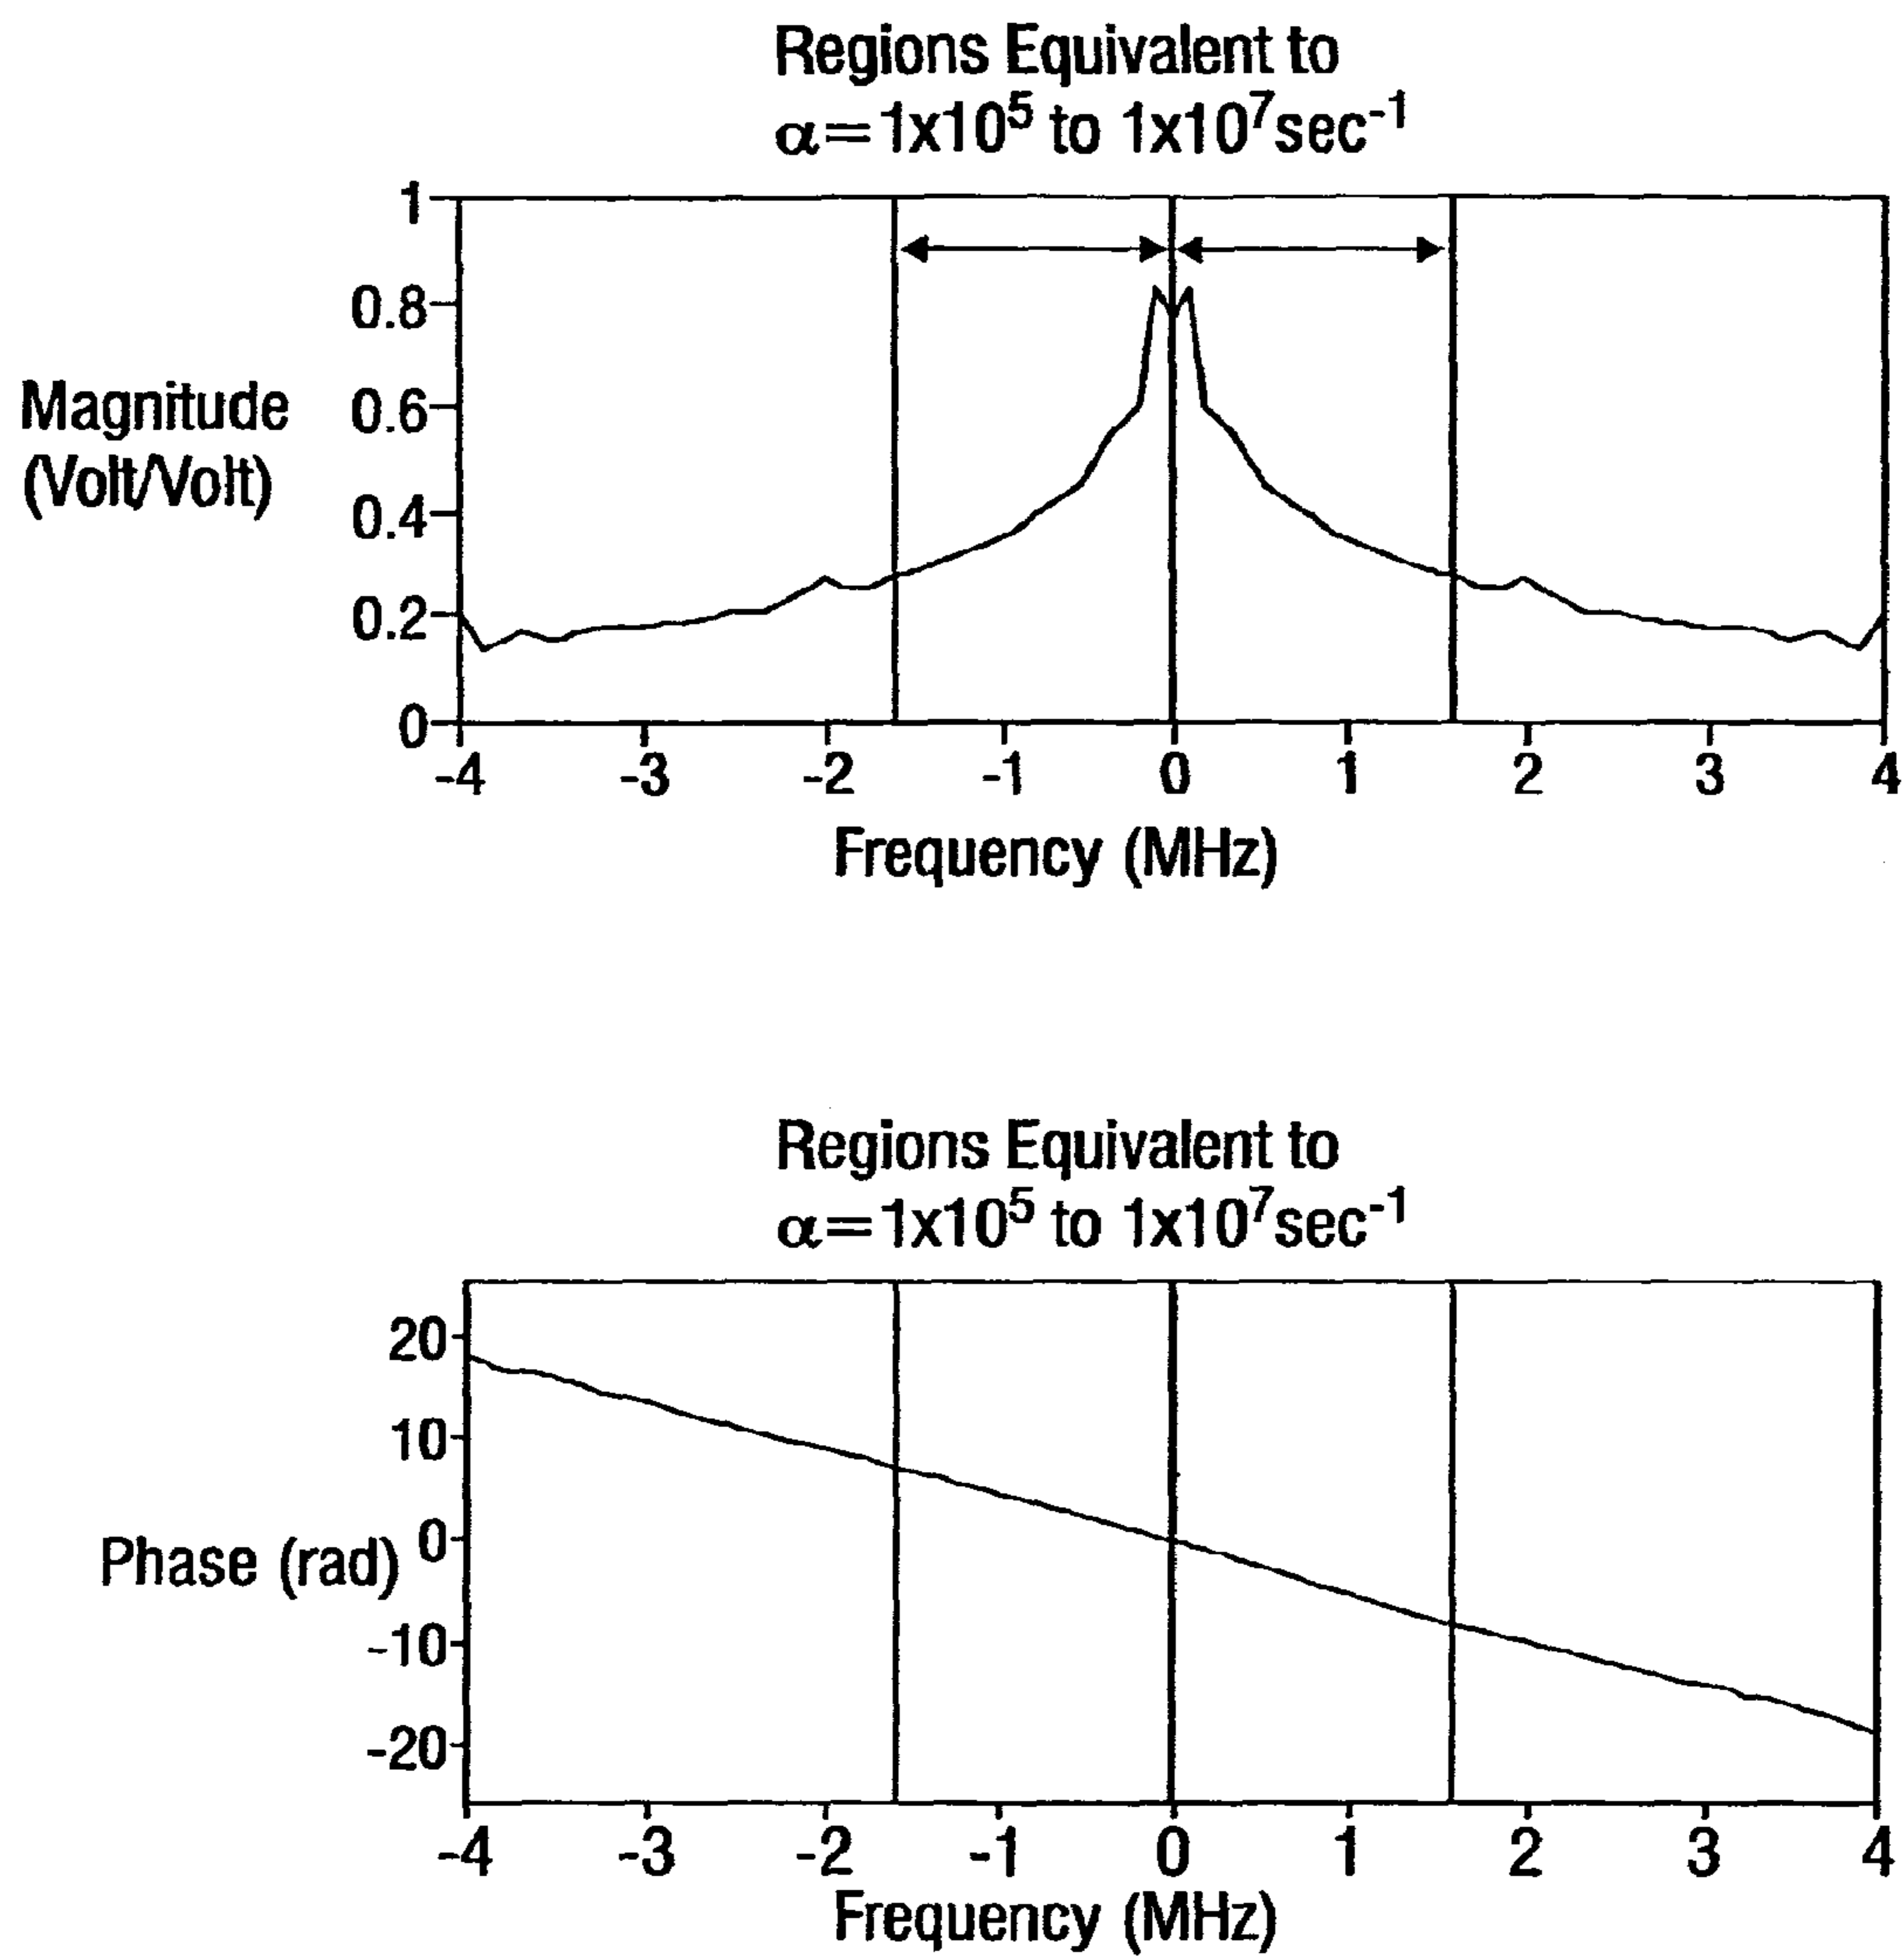 Regions Equivalent to
α=1x10⁵ to 1x10⁷sec⁻¹
1
0.8
0.6
0.4
0.2
0
Magnitude
(Volt/Volt)
-4 -3 -2 -1 0 1 2 3 4
Frequency (MHz)
Regions Equivalent to
α=1x10⁵ to 1x10⁷sec⁻¹
20
10
0
-10
-20
Phase (rad)
-4 -3 -2 -1 0 1 2 3 4
Frequency (MHz)